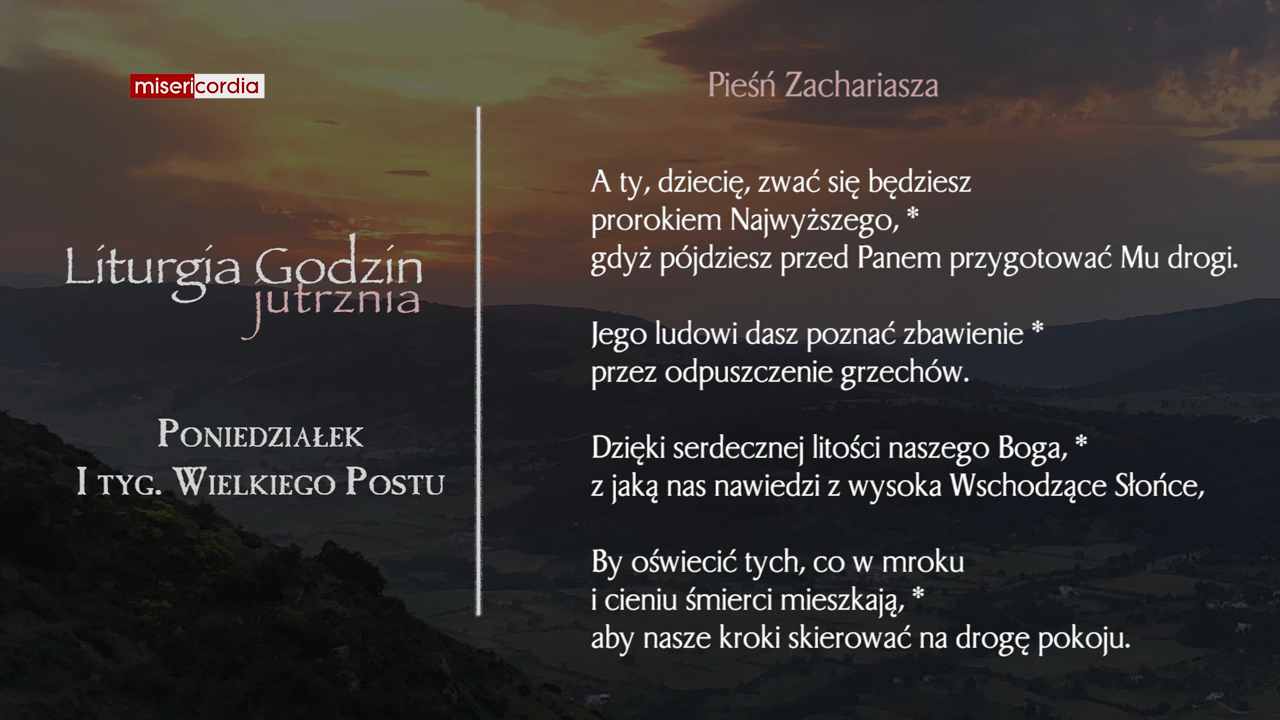 misericordia
Liturgia Godzin
jutrznia
Poniedziałek
I tyg. Wielkiego Postu
Pieśń Zachariasza
A ty, dziecię, zwać się będziesz
prorokiem Najwyższego, *
gdyż pójdziesz przed Panem przygotować Mu drogi.
Jego ludowi dasz poznać zbawienie *
przez odpuszczenie grzechów.
Dzięki serdecznej litości naszego Boga, *
z jaką nas nawiedzi z wysoka Wschodzące Słońce,
By oświecić tych, co w mroku
i cieniu śmierci mieszkają, *
aby nasze kroki skierować na drogę pokoju.